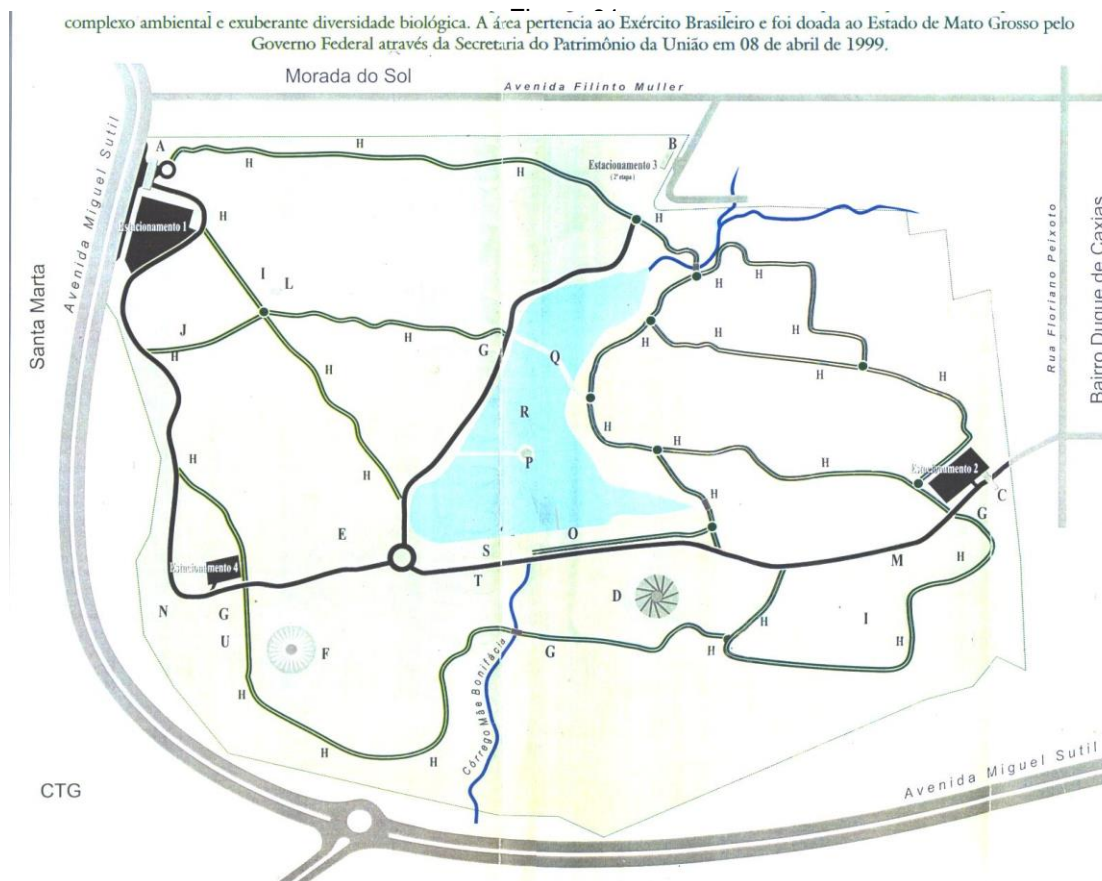 complexo ambiental e exuberante diversidade biológica. A área pertencia ao Exército Brasileiro e foi doada ao Estado de Mato Grosso pelo
Governo Federal através da Secretaria do Patrimônio da União em 08 de abril de 1999.
Morada do Sol
Avenida Filinto Muller
Avenida Miguel Sutil
A
B
H
H
H
Estacionamento 3
(2ª etapa)
Estacionamento 1
H
H
Rua Floriano Peixoto
Bairro Duque de Caxias
Santa Marta
I
L
H
H
J
H
H
G
Q
H
H
H
H
H
R
H
H
H
H
P
H
H
Estacionamento 2
C
G
H
E
S
O
T
M
H
Estacionamento 4
N
G
U
D
I
F
G
H
H
H
H
H
H
Córrego Mãe Bonifácia
CTG
Avenida Miguel Sutil